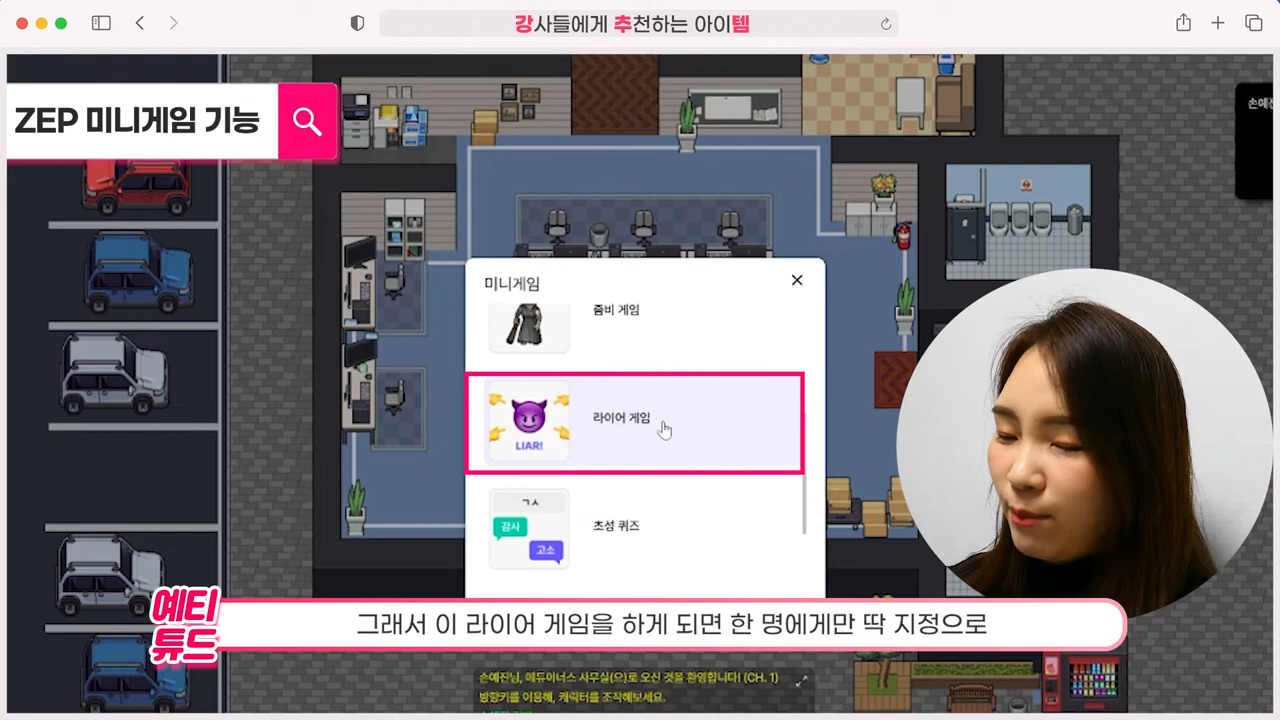 강사들에게 추천하는 아이템
ZEP 미니게임 기능
손예진
미니게임
좀비 게임
LIAR!
라이어 게임
ㄱㅅ
감사
고소
초성 퀴즈
예티
튜드
그래서 이 라이어 게임을 하게 되면 한 명에게만 딱 지정으로
손예진님, 에듀이너스 사무실(으)로 오신 것을 환영합니다! (CH. 1)
방향키를 이용해, 캐릭터를 조작해보세요.